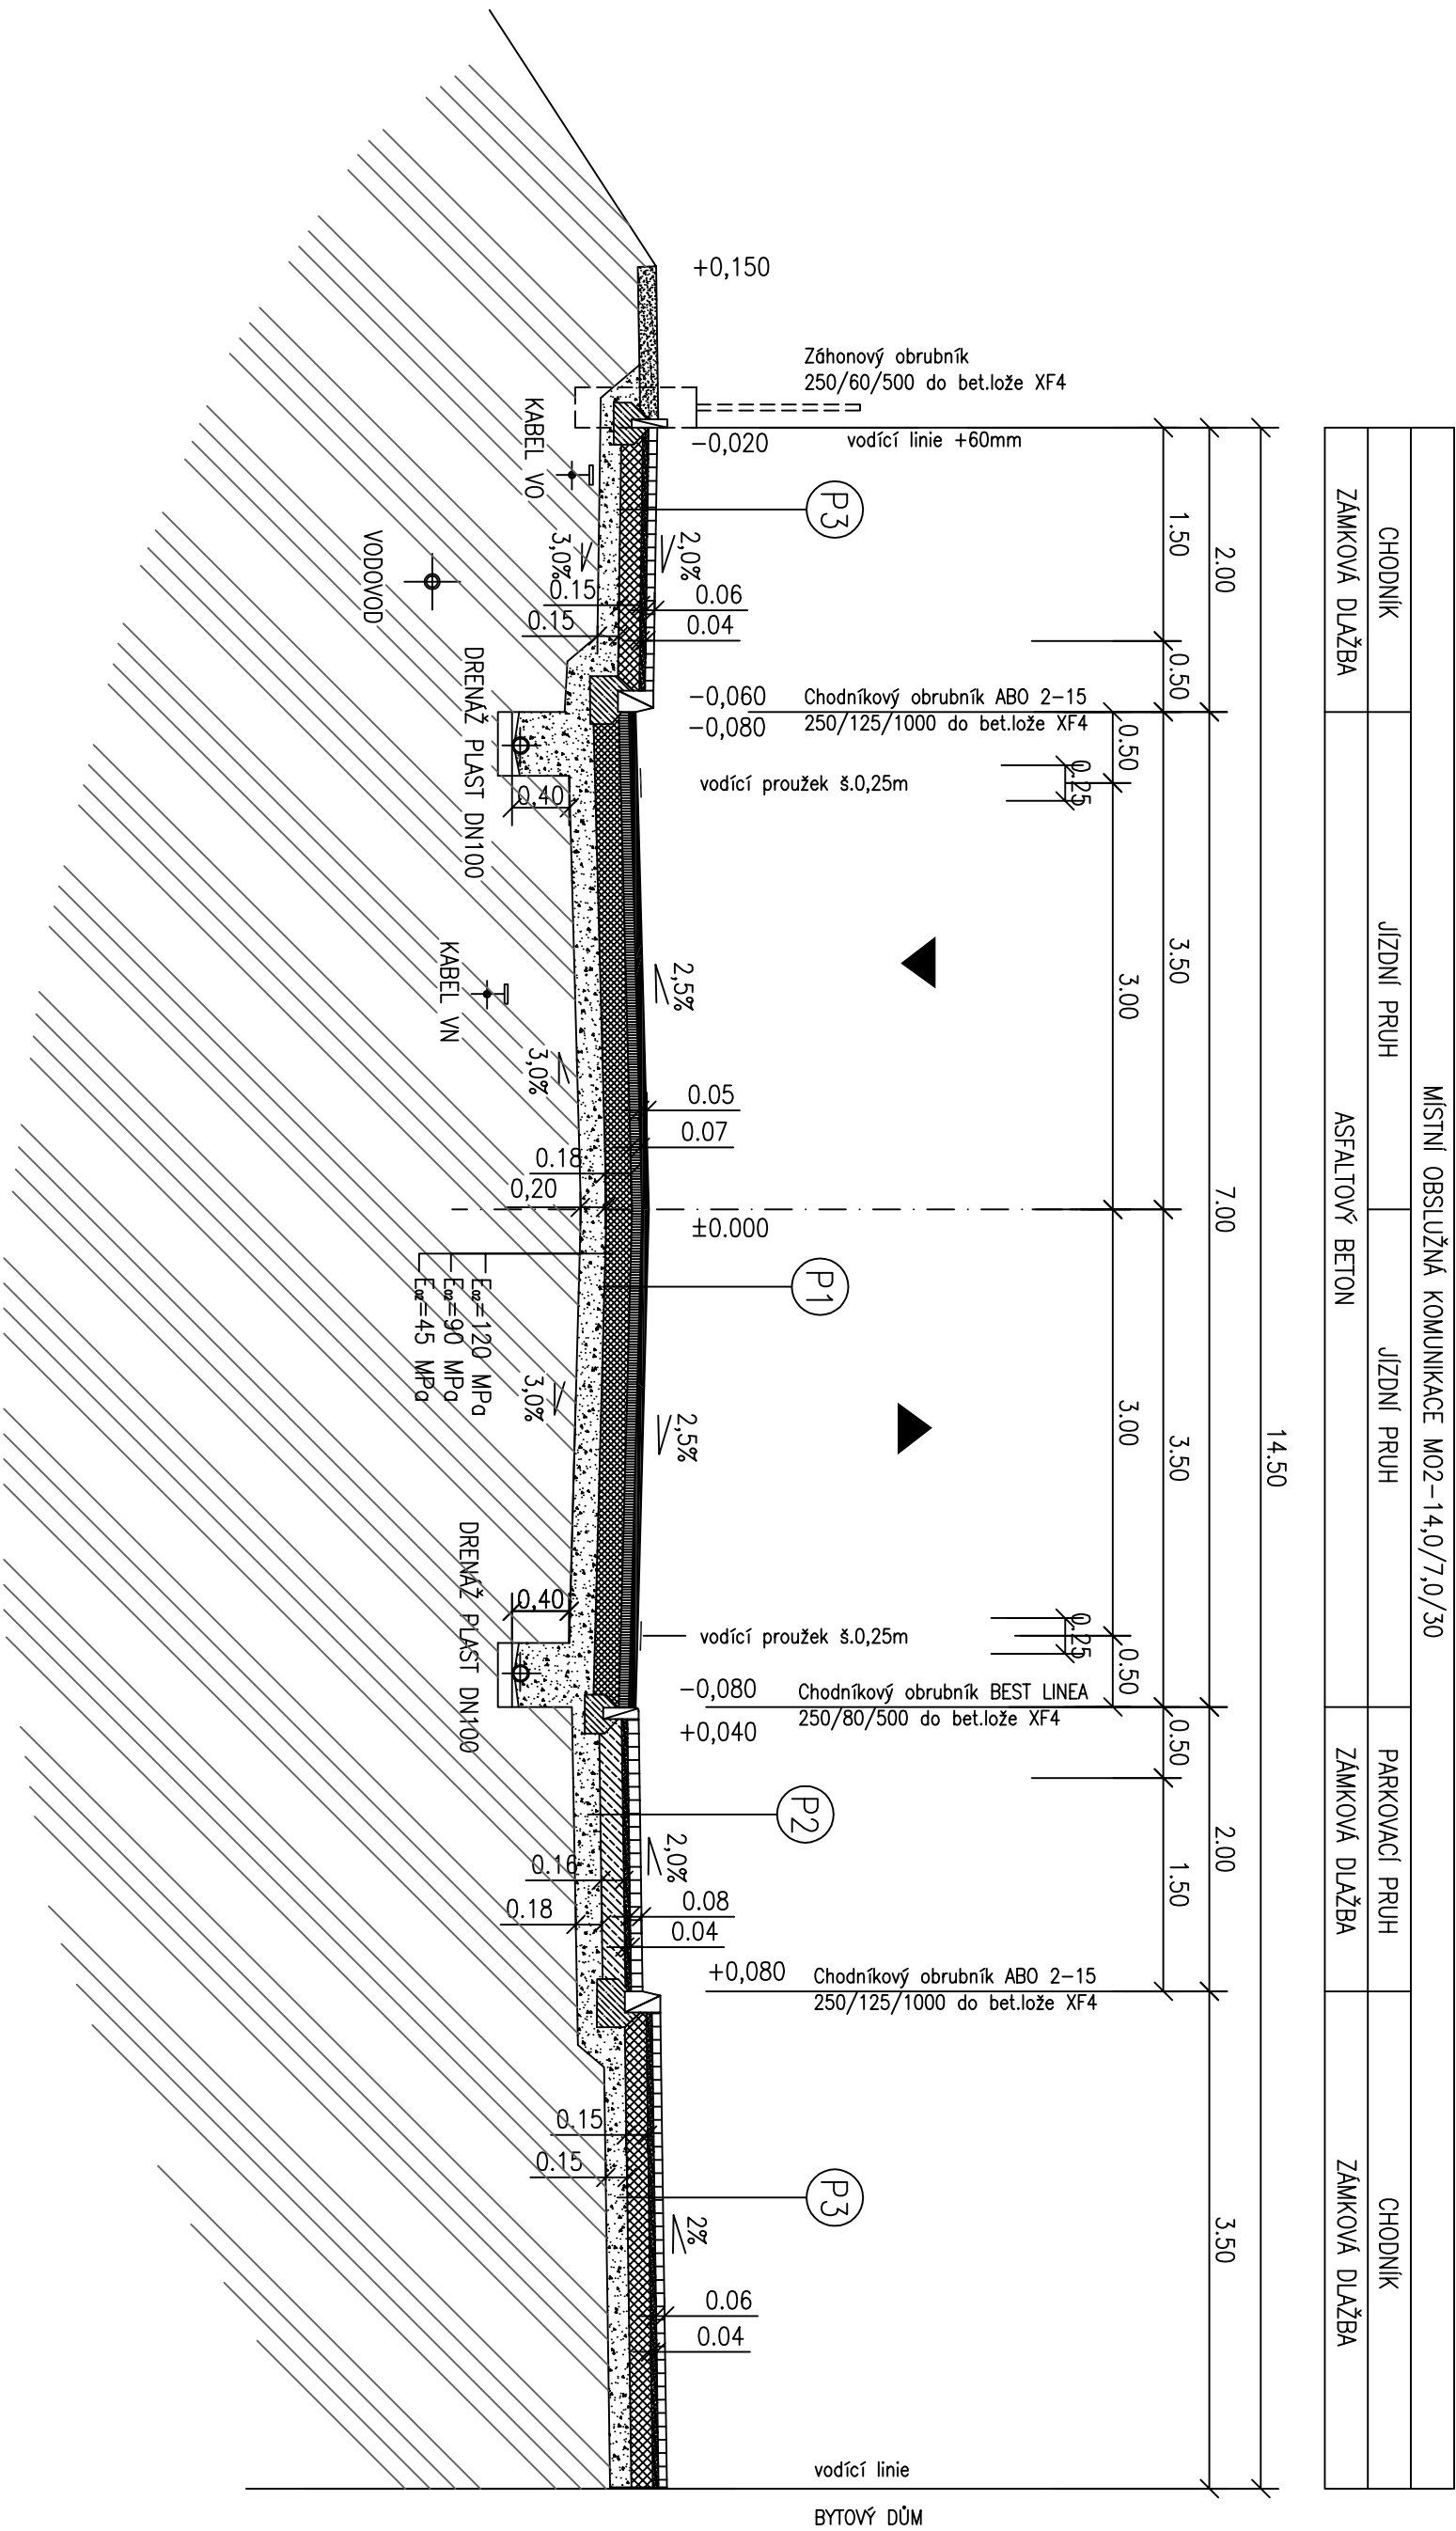 MÍSTNÍ OBSLUŽNÁ KOMUNIKACE MO2-14,0/7,0/30
CHODNÍK
JÍZDNÍ PRUH
JÍZDNÍ PRUH
PARKOVACÍ PRUH
CHODNÍK
ZÁMKOVÁ DLAŽBA
ASFALTOVÝ BETON
ZÁMKOVÁ DLAŽBA
ZÁMKOVÁ DLAŽBA
14.50
2.00
7.00
2.00
3.50
1.50
0.50
3.50
3.50
0.50
1.50
0.50
3.00
3.00
0.50
0.25
0.25
+0,150
Záhonový obrubník
250/60/500 do bet.lože XF4
-0,020
vodící linie +60mm
P3
2,0%
3,0%
0.15
0.15
0.06
0.04
KABEL VO
VODOVOD
-0,060
Chodníkový obrubník ABO 2-15
-0,080
250/125/1000 do bet.lože XF4
vodící proužek š.0,25m
0,40
DRENÁŽ PLAST DN100
KABEL VN
2,5%
3,0%
0.05
0.07
0.18
0,20
±0.000
P1
E₀₂=120 MPa
E₀₂=90 MPa
E₀₂=45 MPa
3,0%
2,5%
0,40
DRENÁŽ PLAST DN100
vodící proužek š.0,25m
-0,080
Chodníkový obrubník BEST LINEA
+0,040
250/80/500 do bet.lože XF4
P2
2,0%
0.16
0.18
0.08
0.04
+0,080
Chodníkový obrubník ABO 2-15
250/125/1000 do bet.lože XF4
0.15
0.15
P3
2%
0.06
0.04
vodící linie
BYTOVÝ DŮM